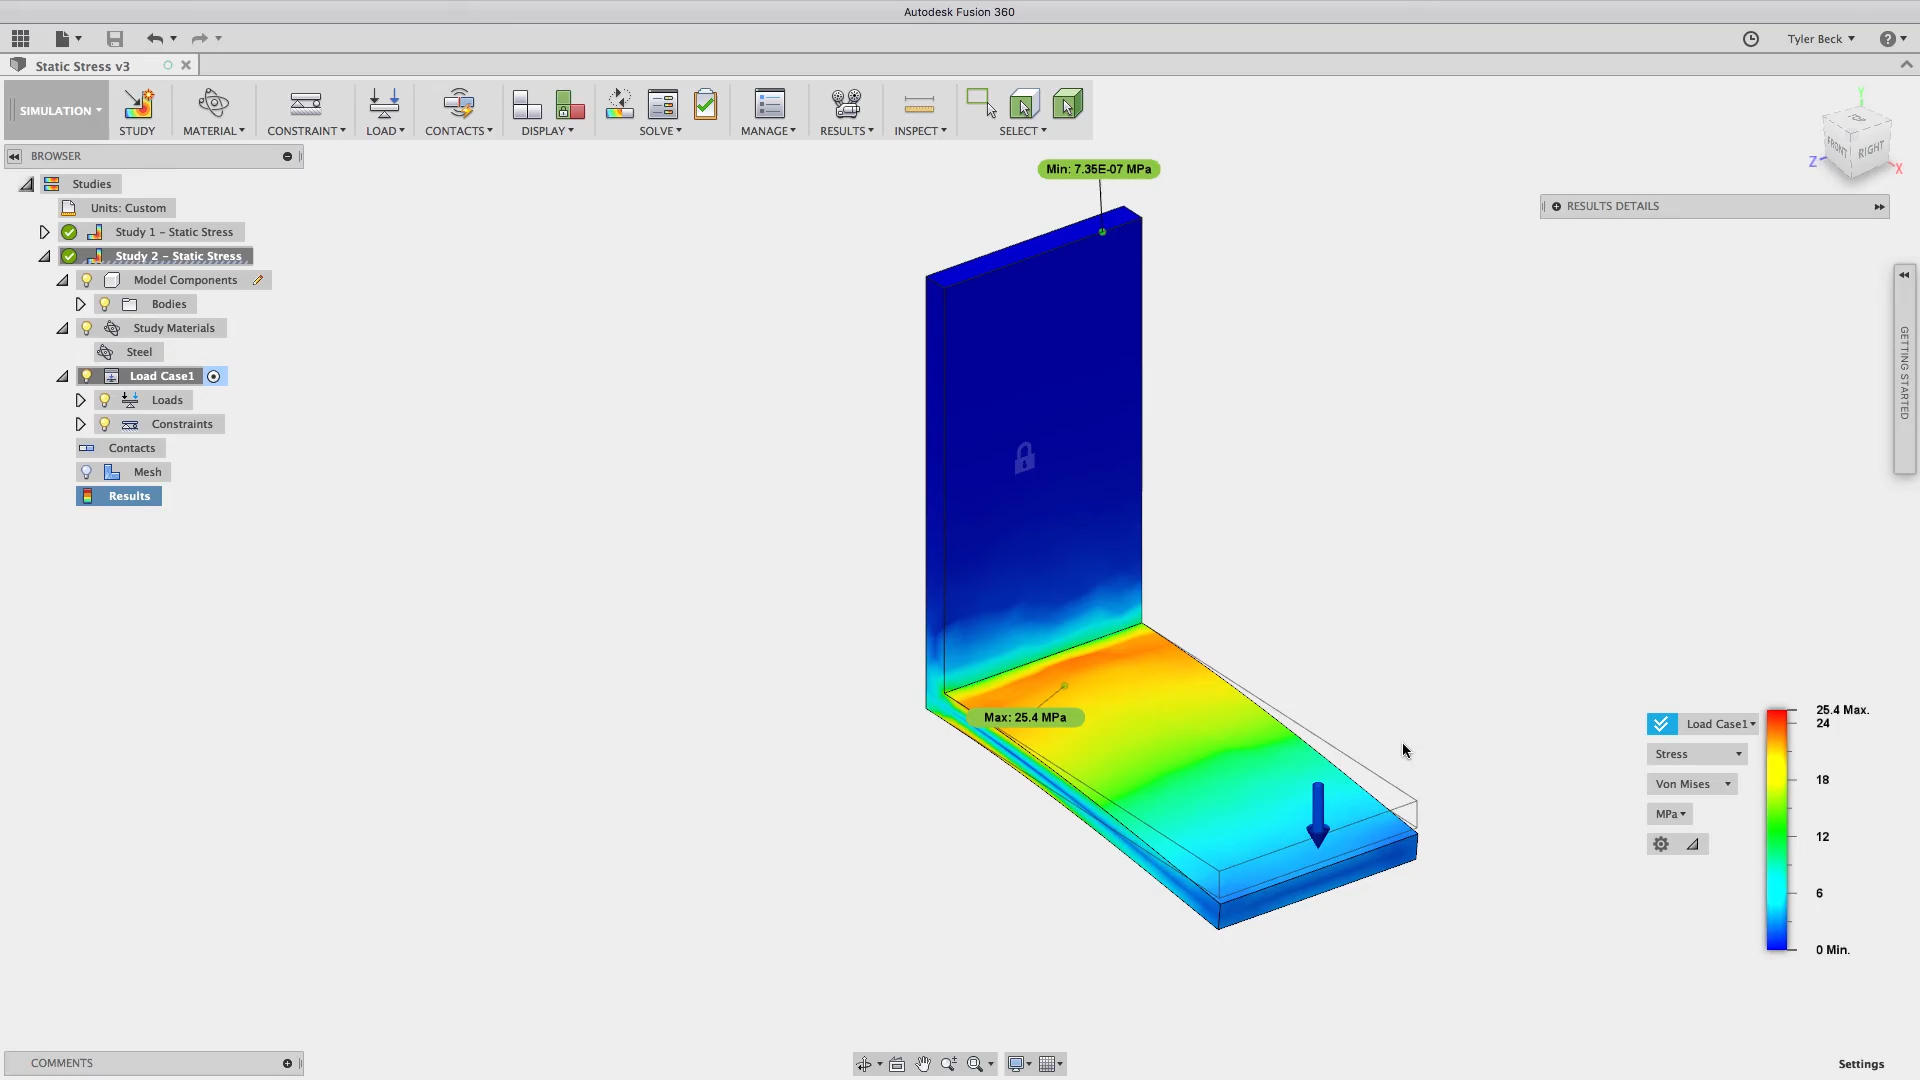 Autodesk Fusion 360
Tyler Beck
Static Stress v3
SIMULATION
STUDY
MATERIAL
CONSTRAINT
LOAD
CONTACTS
DISPLAY
SOLVE
MANAGE
RESULTS
INSPECT
SELECT
TOP
FRONT
RIGHT
Y
Z
X
BROWSER
Studies
Units: Custom
Study 1 - Static Stress
Study 2 - Static Stress
Model Components
Bodies
Study Materials
Steel
Load Case1
Loads
Constraints
Contacts
Mesh
Results
Min: 7.35E-07 MPa
Max: 25.4 MPa
RESULTS DETAILS
GETTING STARTED
Load Case1
Stress
Von Mises
MPa
25.4 Max.
24
18
12
6
0 Min.
COMMENTS
Settings